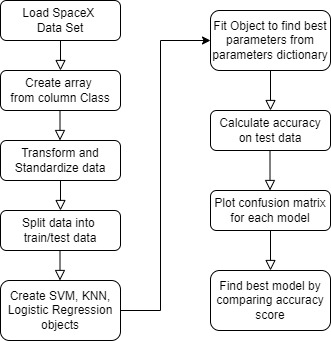 Load SpaceX
Data Set
Create array
from column Class
Transform and
Standardize data
Split data into
train/test data
Create SVM, KNN,
Logistic Regression
objects
Fit Object to find best
parameters from
parameters dictionary
Calculate accuracy
on test data
Plot confusion matrix
for each model
Find best model by
comparing accuracy
score